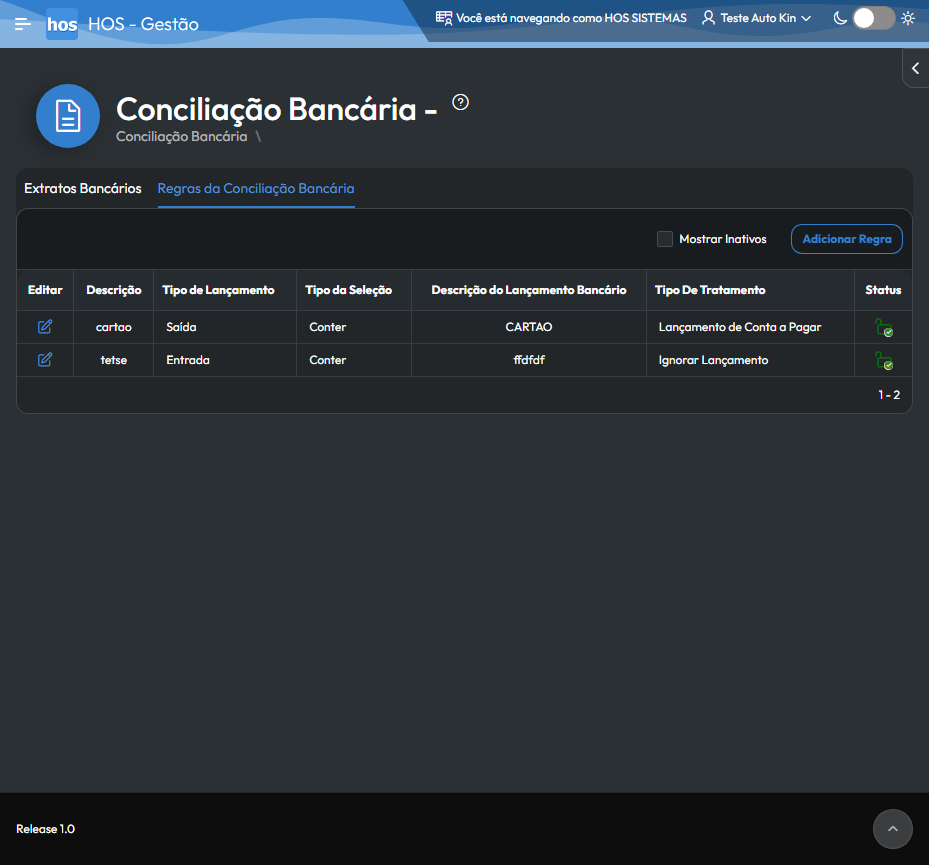 hos HOS - Gestão Você está navegando como HOS SISTEMAS Teste Auto Kin
Conciliação Bancária - ?
Conciliação Bancária \
Extratos Bancários Regras da Conciliação Bancária
Mostrar Inativos Adicionar Regra
Editar Descrição Tipo de Lançamento Tipo da Seleção Descrição do Lançamento Bancário Tipo De Tratamento Status
cartao Saída Conter CARTAO Lançamento de Conta a Pagar
tetse Entrada Conter ffdfdf Ignorar Lançamento
1 - 2
Release 1.0